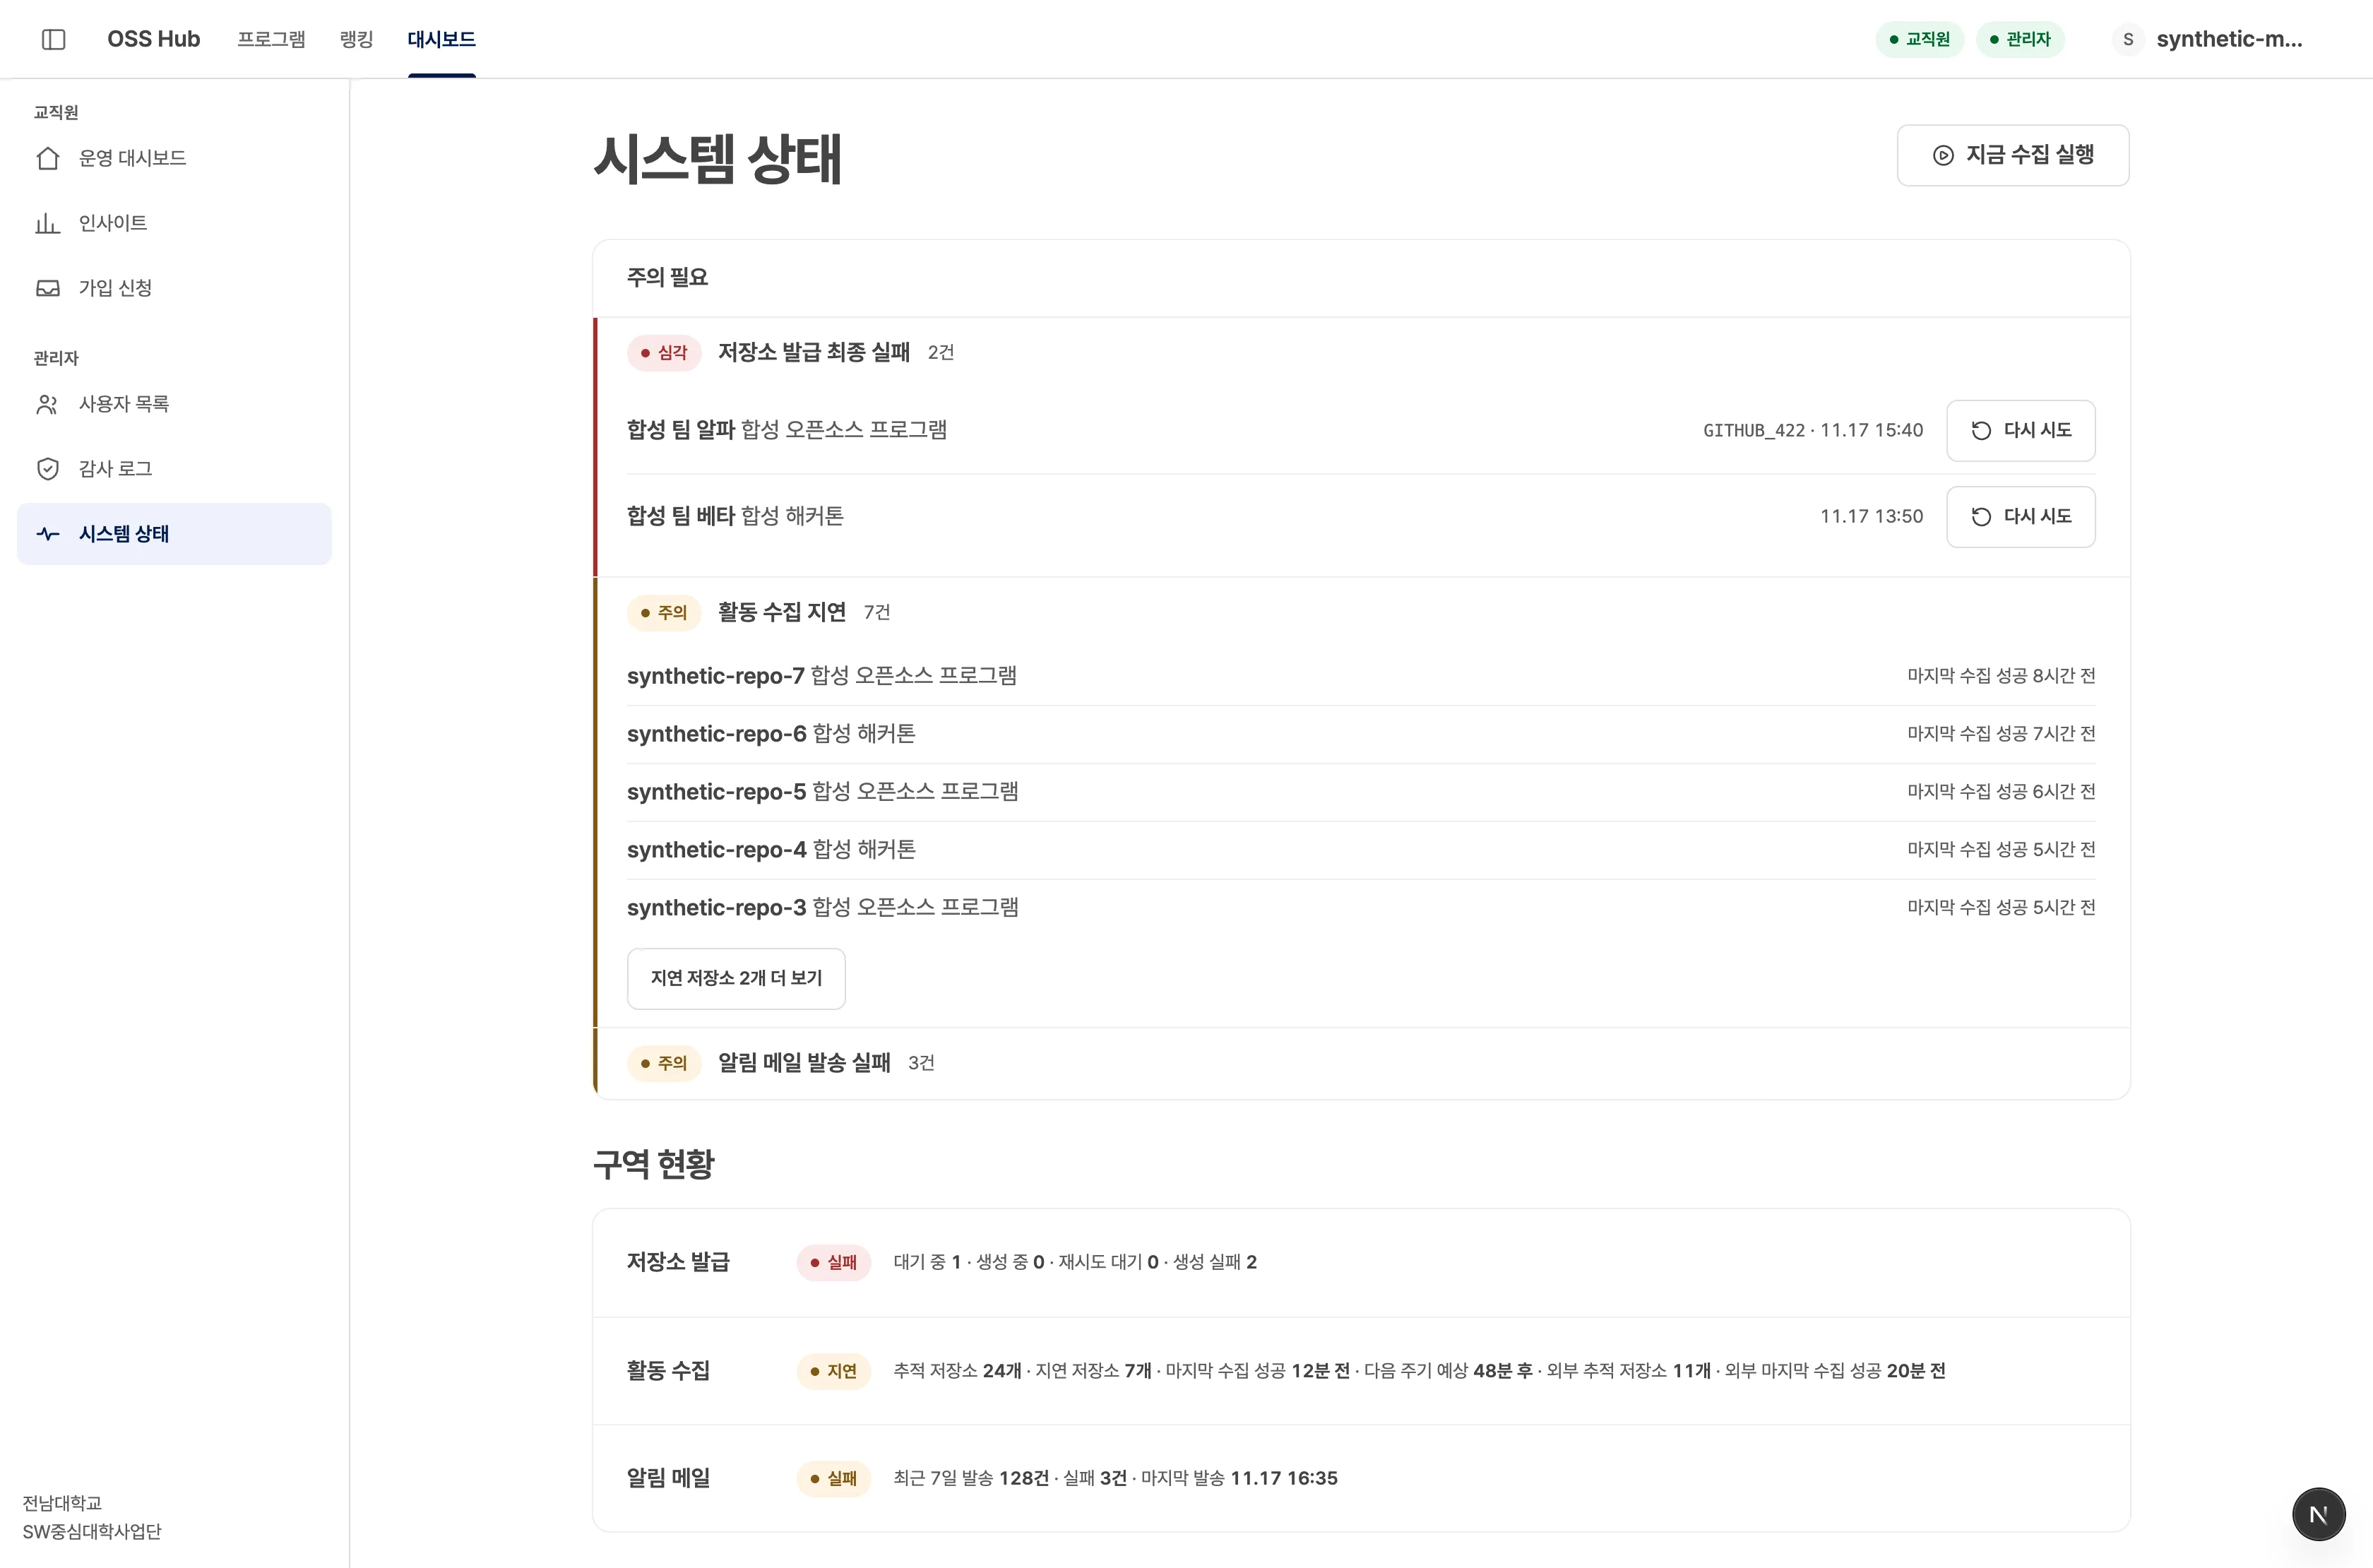 OSS Hub 프로그램 랭킹 대시보드 교직원 관리자 S synthetic-m...
교직원
운영 대시보드
인사이트
가입 신청
관리자
사용자 목록
감사 로그
시스템 상태
전남대학교
SW중심대학사업단
시스템 상태 지금 수집 실행
주의 필요
심각 저장소 발급 최종 실패 2건
합성 팀 알파 합성 오픈소스 프로그램 GITHUB_422 · 11.17 15:40 다시 시도
합성 팀 베타 합성 해커톤 11.17 13:50 다시 시도
주의 활동 수집 지연 7건
synthetic-repo-7 합성 오픈소스 프로그램 마지막 수집 성공 8시간 전
synthetic-repo-6 합성 해커톤 마지막 수집 성공 7시간 전
synthetic-repo-5 합성 오픈소스 프로그램 마지막 수집 성공 6시간 전
synthetic-repo-4 합성 해커톤 마지막 수집 성공 5시간 전
synthetic-repo-3 합성 오픈소스 프로그램 마지막 수집 성공 5시간 전
지연 저장소 2개 더 보기
주의 알림 메일 발송 실패 3건
구역 현황
저장소 발급 실패 대기 중 1 · 생성 중 0 · 재시도 대기 0 · 생성 실패 2
활동 수집 지연 추적 저장소 24개 · 지연 저장소 7개 · 마지막 수집 성공 12분 전 · 다음 주기 예상 48분 후 · 외부 추적 저장소 11개 · 외부 마지막 수집 성공 20분 전
알림 메일 실패 최근 7일 발송 128건 · 실패 3건 · 마지막 발송 11.17 16:35
N